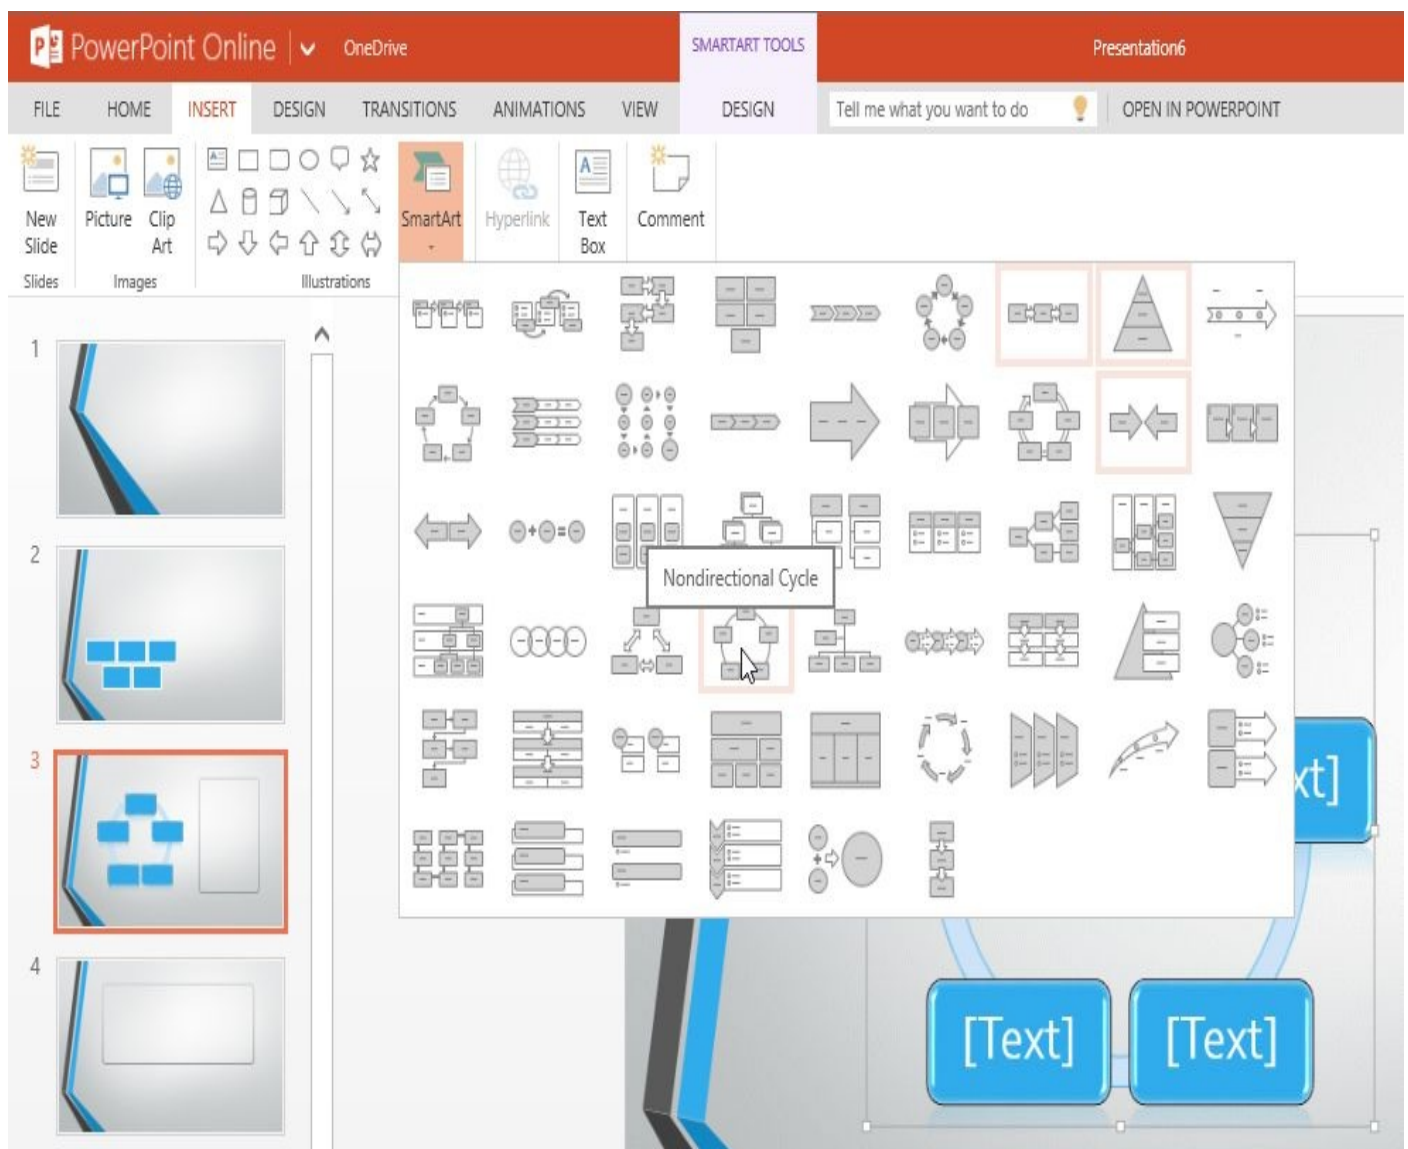 PowerPoint Online
OneDrive
SMARTART TOOLS
Presentation6
FILE HOME INSERT DESIGN TRANSITIONS ANIMATIONS VIEW DESIGN Tell me what you want to do OPEN IN POWERPOINT
New Slide
Picture
Clip Art
SmartArt
Hyperlink
Text Box
Comment
Slides
Images
Illustrations
1
2
3
4
Nondirectional Cycle
xt]
[Text] [Text]